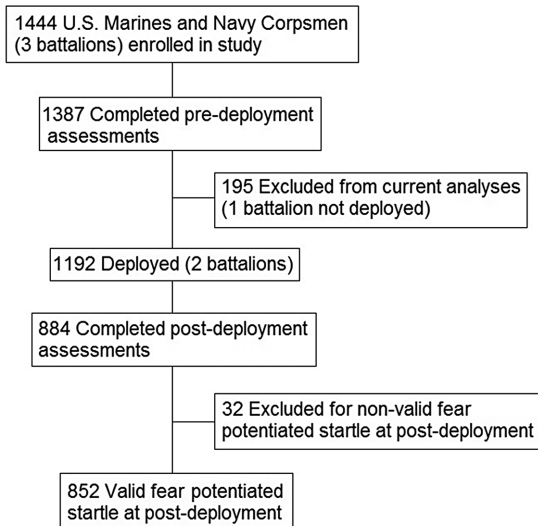 1444 U.S. Marines and Navy Corpsmen
(3 battalions) enrolled in study
1387 Completed pre-deployment
assessments
195 Excluded from current analyses
(1 battalion not deployed)
1192 Deployed (2 battalions)
884 Completed post-deployment
assessments
32 Excluded for non-valid fear
potentiated startle at post-deployment
852 Valid fear potentiated
startle at post-deployment